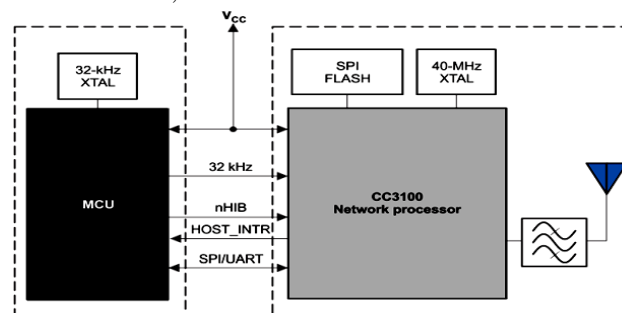 Vcc
32-kHz
XTAL
SPI
FLASH
40-MHz
XTAL
32 kHz
MCU
CC3100
Network processor
nHIB
HOST_INTR
SPI/UART